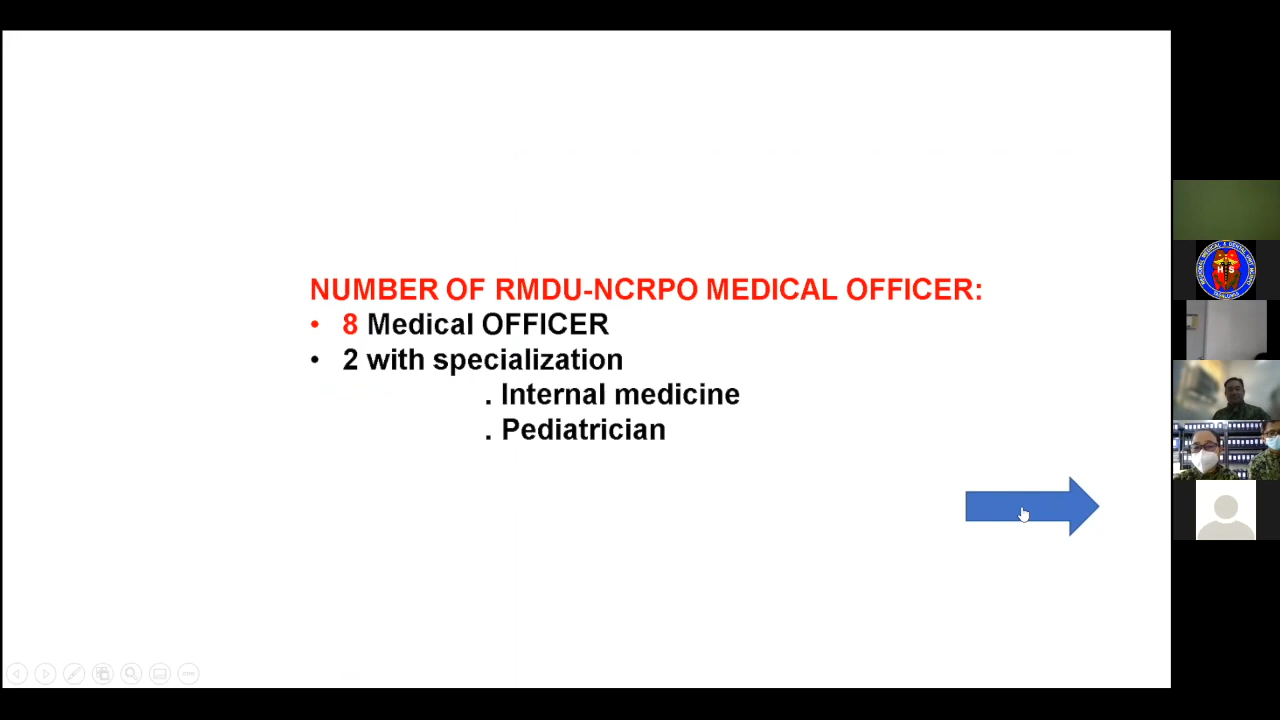 NUMBER OF RMDU-NCRPO MEDICAL OFFICER:
• 8 Medical OFFICER
• 2 with specialization
. Internal medicine
. Pediatrician